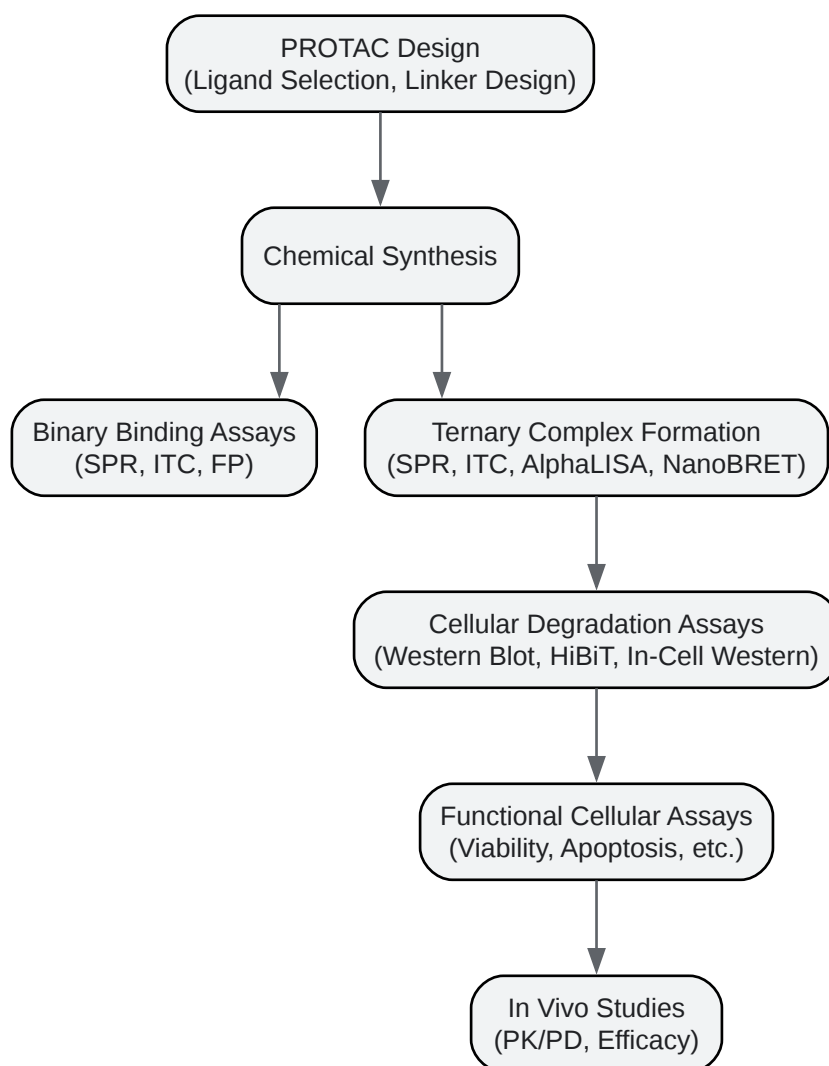 PROTAC Design
(Ligand Selection, Linker Design)
Chemical Synthesis
Binary Binding Assays
(SPR, ITC, FP)
Ternary Complex Formation
(SPR, ITC, AlphaLISA, NanoBRET)
Cellular Degradation Assays
(Western Blot, HiBiT, In-Cell Western)
Functional Cellular Assays
(Viability, Apoptosis, etc.)
In Vivo Studies
(PK/PD, Efficacy)